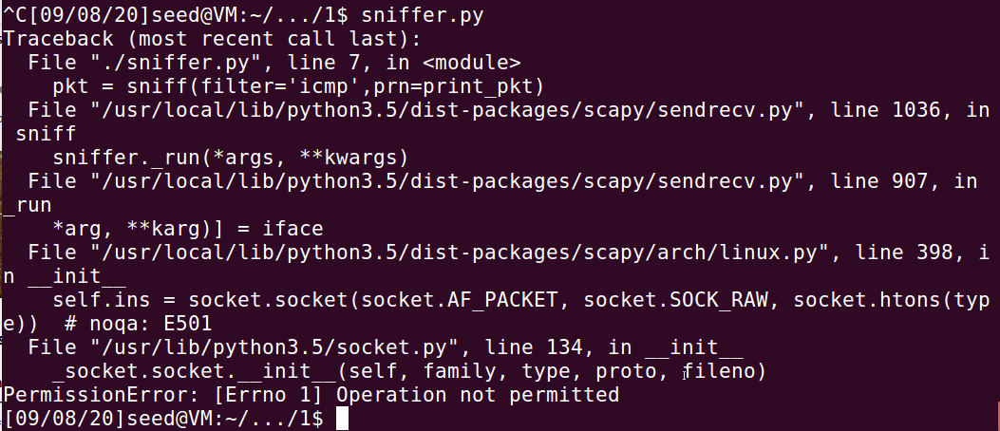 ^C[09/08/20]seed@VM:~/.../1$ sniffer.py
Traceback (most recent call last):
  File "./sniffer.py", line 7, in <module>
    pkt = sniff(filter='icmp',prn=print_pkt)
  File "/usr/local/lib/python3.5/dist-packages/scapy/sendrecv.py", line 1036, in
 sniff
    sniffer._run(*args, **kwargs)
  File "/usr/local/lib/python3.5/dist-packages/scapy/sendrecv.py", line 907, in
_run
    *arg, **karg)] = iface
  File "/usr/local/lib/python3.5/dist-packages/scapy/arch/linux.py", line 398, i
n __init__
    self.ins = socket.socket(socket.AF_PACKET, socket.SOCK_RAW, socket.htons(typ
e))  # noqa: E501
  File "/usr/lib/python3.5/socket.py", line 134, in __init__
    _socket.socket.__init__(self, family, type, proto, fileno)
PermissionError: [Errno 1] Operation not permitted
[09/08/20]seed@VM:~/.../1$